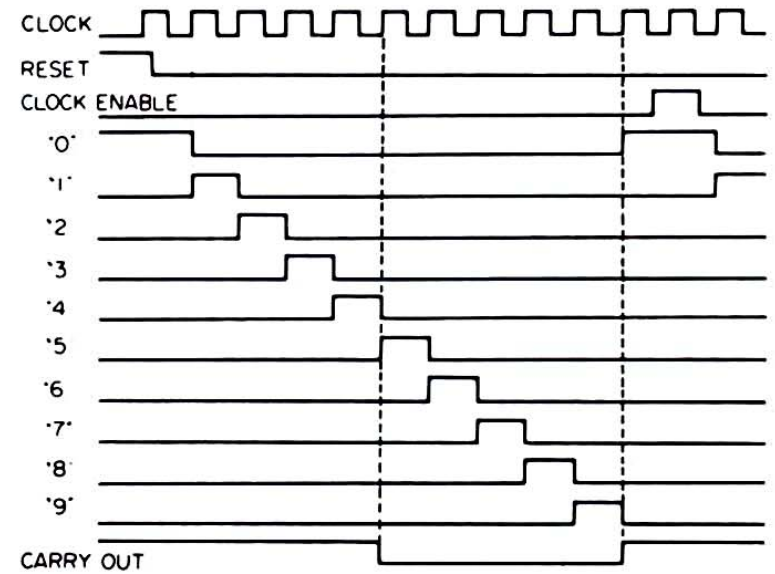 CLOCK
RESET
CLOCK ENABLE
"0"
"1"
"2
"3
"4
"5
"6
"7"
"8"
"9"
CARRY OUT